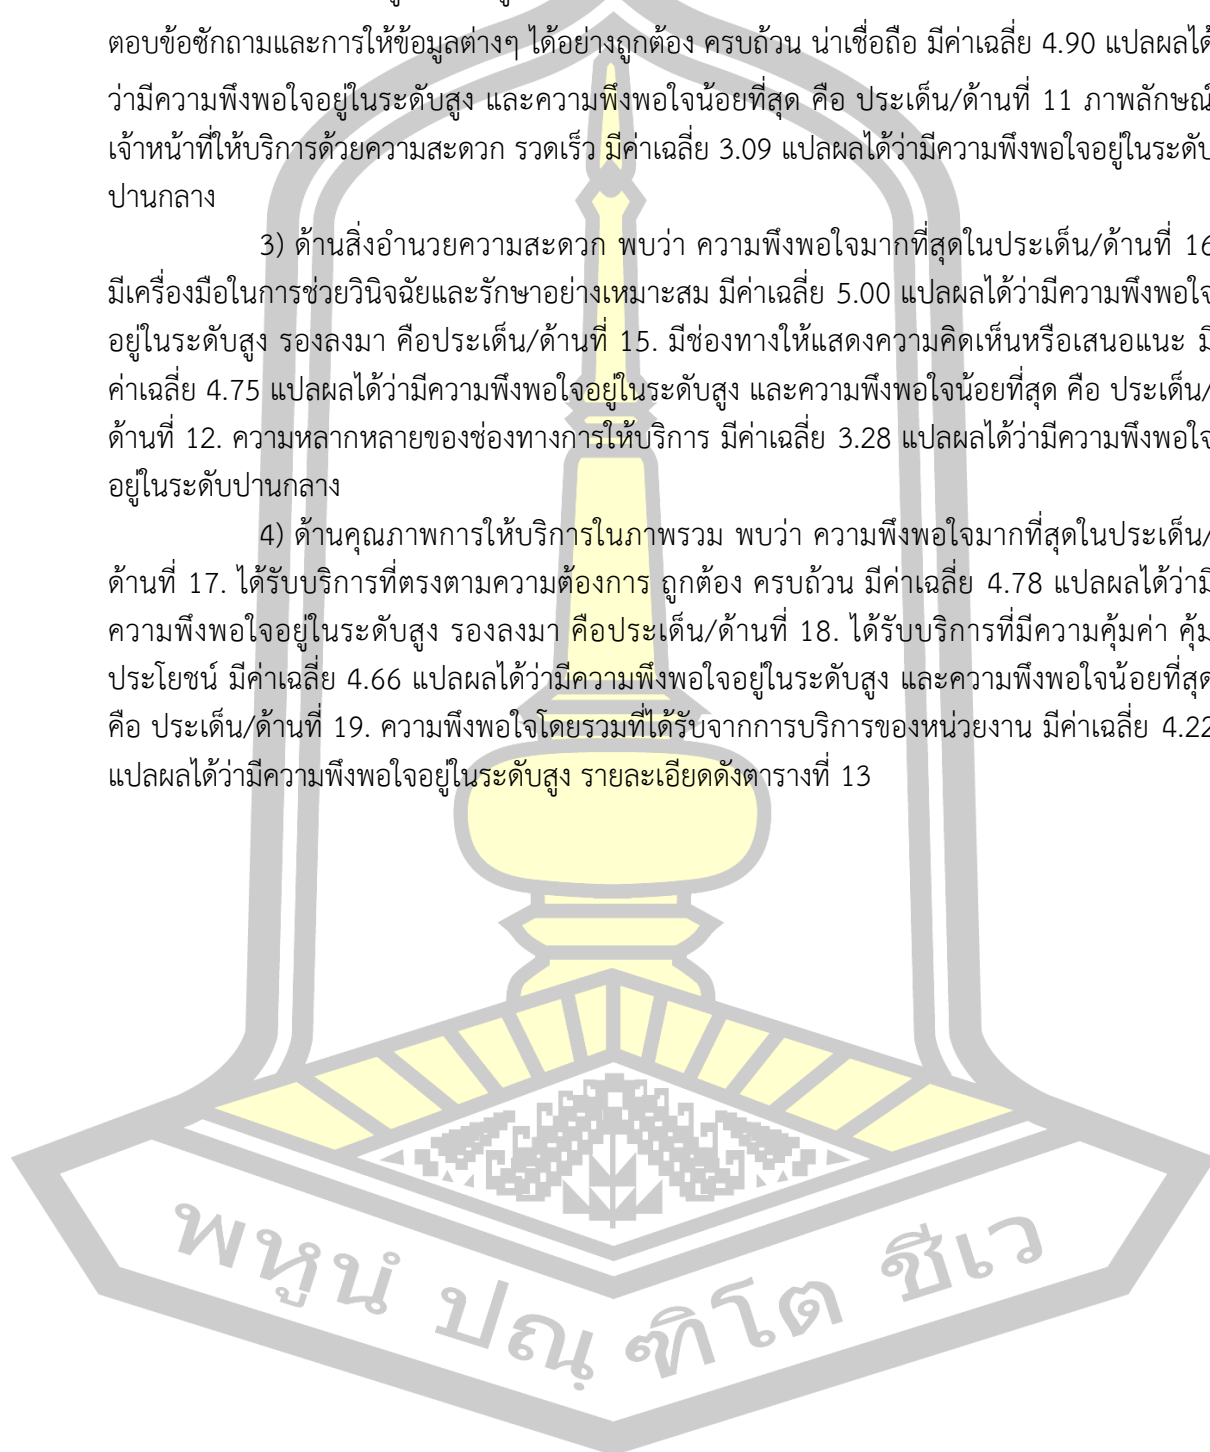 ตอบข้อซักถามและการให้ข้อมูลต่างๆ ได้อย่างถูกต้อง ครบถ้วน น่าเชื่อถือ มีค่าเฉลี่ย 4.90 แปลผลได้
ว่ามีความพึงพอใจอยู่ในระดับสูง และความพึงพอใจน้อยที่สุด คือ ประเด็น/ด้านที่ 11 ภาพลักษณ์
เจ้าหน้าที่ให้บริการด้วยความสะดวก รวดเร็ว มีค่าเฉลี่ย 3.09 แปลผลได้ว่ามีความพึงพอใจอยู่ในระดับ
ปานกลาง
3) ด้านสิ่งอำนวยความสะดวก พบว่า ความพึงพอใจมากที่สุดในประเด็น/ด้านที่ 16
มีเครื่องมือในการช่วยวินิจฉัยและรักษาอย่างเหมาะสม มีค่าเฉลี่ย 5.00 แปลผลได้ว่ามีความพึงพอใจ
อยู่ในระดับสูง รองลงมา คือประเด็น/ด้านที่ 15. มีช่องทางให้แสดงความคิดเห็นหรือเสนอแนะ มี
ค่าเฉลี่ย 4.75 แปลผลได้ว่ามีความพึงพอใจอยู่ในระดับสูง และความพึงพอใจน้อยที่สุด คือ ประเด็น/
ด้านที่ 12. ความหลากหลายของช่องทางการให้บริการ มีค่าเฉลี่ย 3.28 แปลผลได้ว่ามีความพึงพอใจ
อยู่ในระดับปานกลาง
4) ด้านคุณภาพการให้บริการในภาพรวม พบว่า ความพึงพอใจมากที่สุดในประเด็น/
ด้านที่ 17. ได้รับบริการที่ตรงตามความต้องการ ถูกต้อง ครบถ้วน มีค่าเฉลี่ย 4.78 แปลผลได้ว่ามี
ความพึงพอใจอยู่ในระดับสูง รองลงมา คือประเด็น/ด้านที่ 18. ได้รับบริการที่มีความคุ้มค่า คุ้ม
ประโยชน์ มีค่าเฉลี่ย 4.66 แปลผลได้ว่ามีความพึงพอใจอยู่ในระดับสูง และความพึงพอใจน้อยที่สุด
คือ ประเด็น/ด้านที่ 19. ความพึงพอใจโดยรวมที่ได้รับจากการบริการของหน่วยงาน มีค่าเฉลี่ย 4.22
แปลผลได้ว่ามีความพึงพอใจอยู่ในระดับสูง รายละเอียดดังตารางที่ 13
พหูนํ ปณฺฑิโต ชีเว